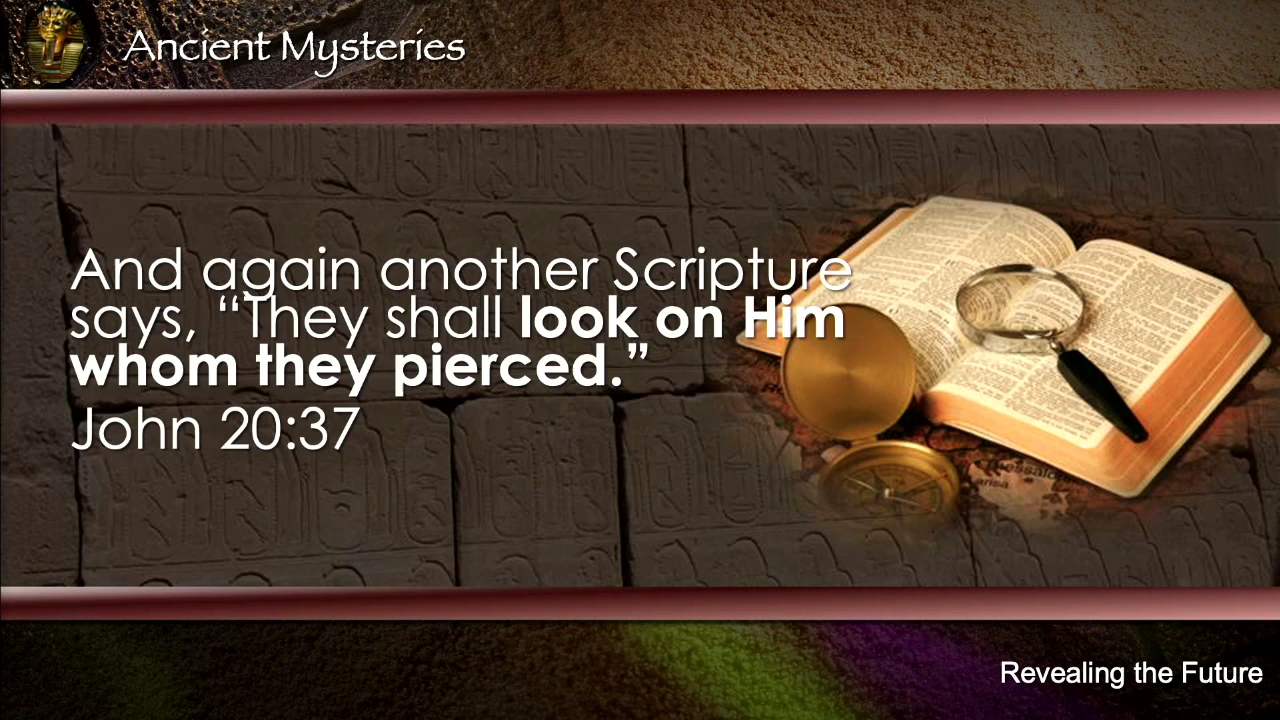 Ancient Mysteries
And again another Scripture
says, “They shall look on Him
whom they pierced.”
John 20:37
Revealing the Future